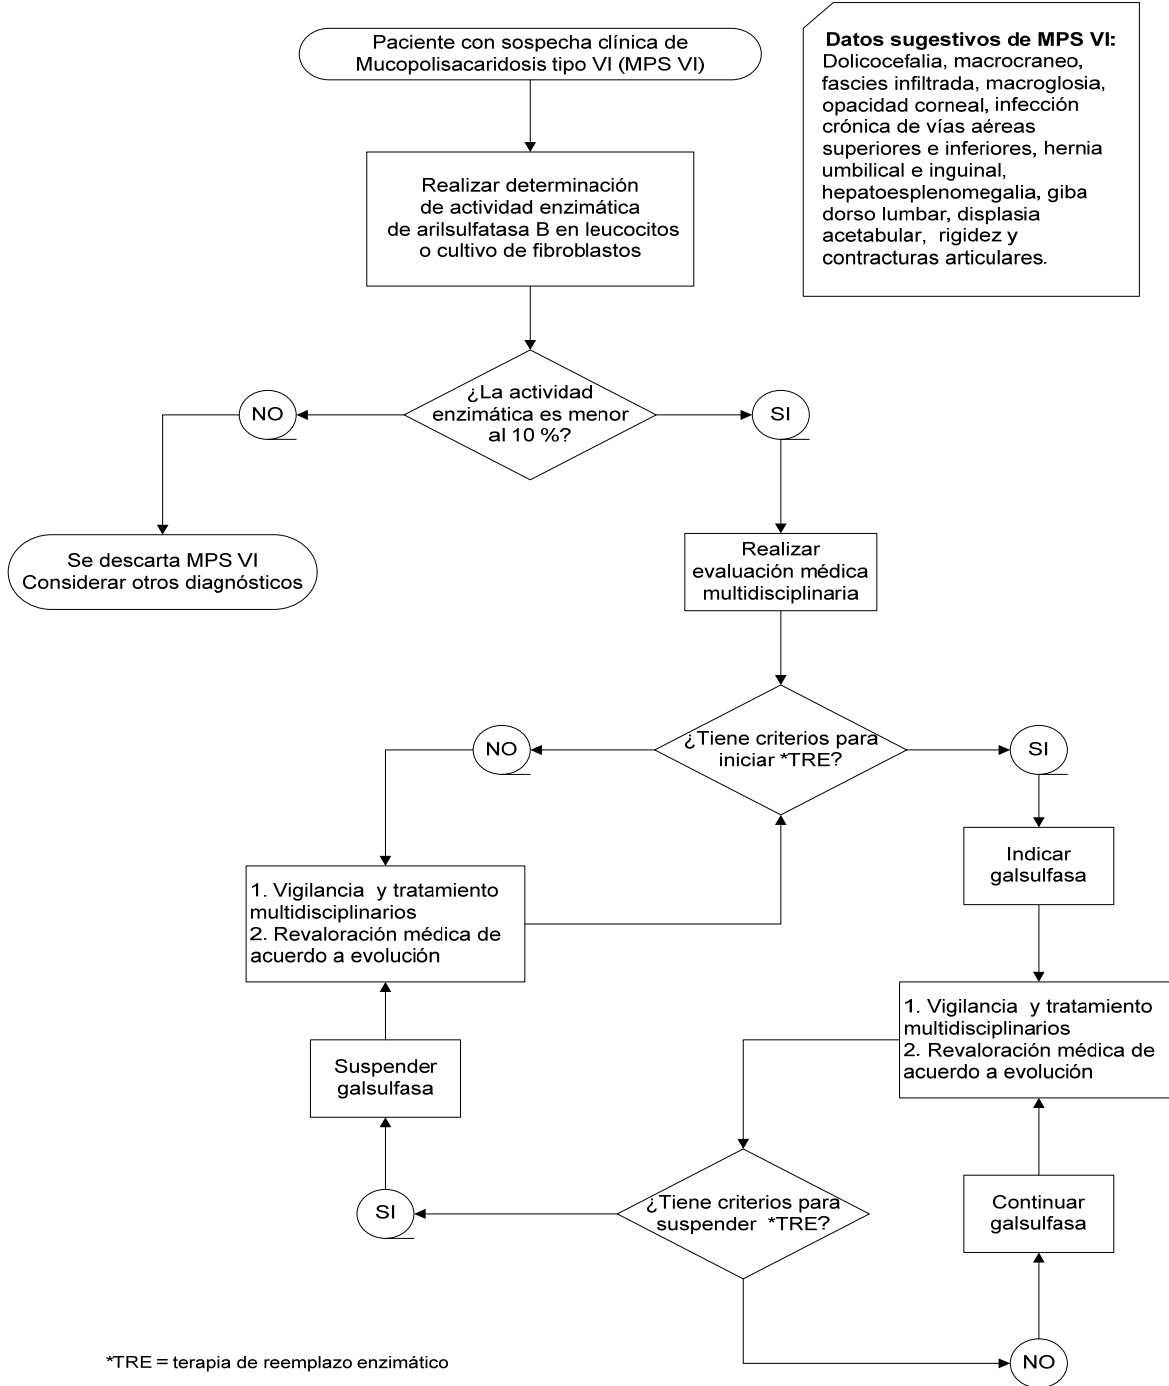 Paciente con sospecha clínica de
Mucopolisacaridosis tipo VI (MPS VI)
Datos sugestivos de MPS VI:
Dolicocefalia, macrocraneo,
fascies infiltrada, macroglosia,
opacidad corneal, infección
crónica de vías aéreas
superiores e inferiores, hernia
umbilical e inguinal,
hepatoesplenomegalia, giba
dorso lumbar, displasia
acetabular, rigidez y
contracturas articulares.
Realizar determinación
de actividad enzimática
de arilsulfatasa B en leucocitos
o cultivo de fibroblastos
¿La actividad
enzimática es menor
al 10 %?
NO
SI
Se descarta MPS VI
Considerar otros diagnósticos
Realizar
evaluación médica
multidisciplinaria
¿Tiene criterios para
iniciar *TRE?
NO
SI
Indicar
galsulfasa
1. Vigilancia y tratamiento
multidisciplinarios
2. Revaloración médica de
acuerdo a evolución
1. Vigilancia y tratamiento
multidisciplinarios
2. Revaloración médica de
acuerdo a evolución
Suspender
galsulfasa
¿Tiene criterios para
suspender *TRE?
SI
Continuar
galsulfasa
NO
*TRE = terapia de reemplazo enzimático